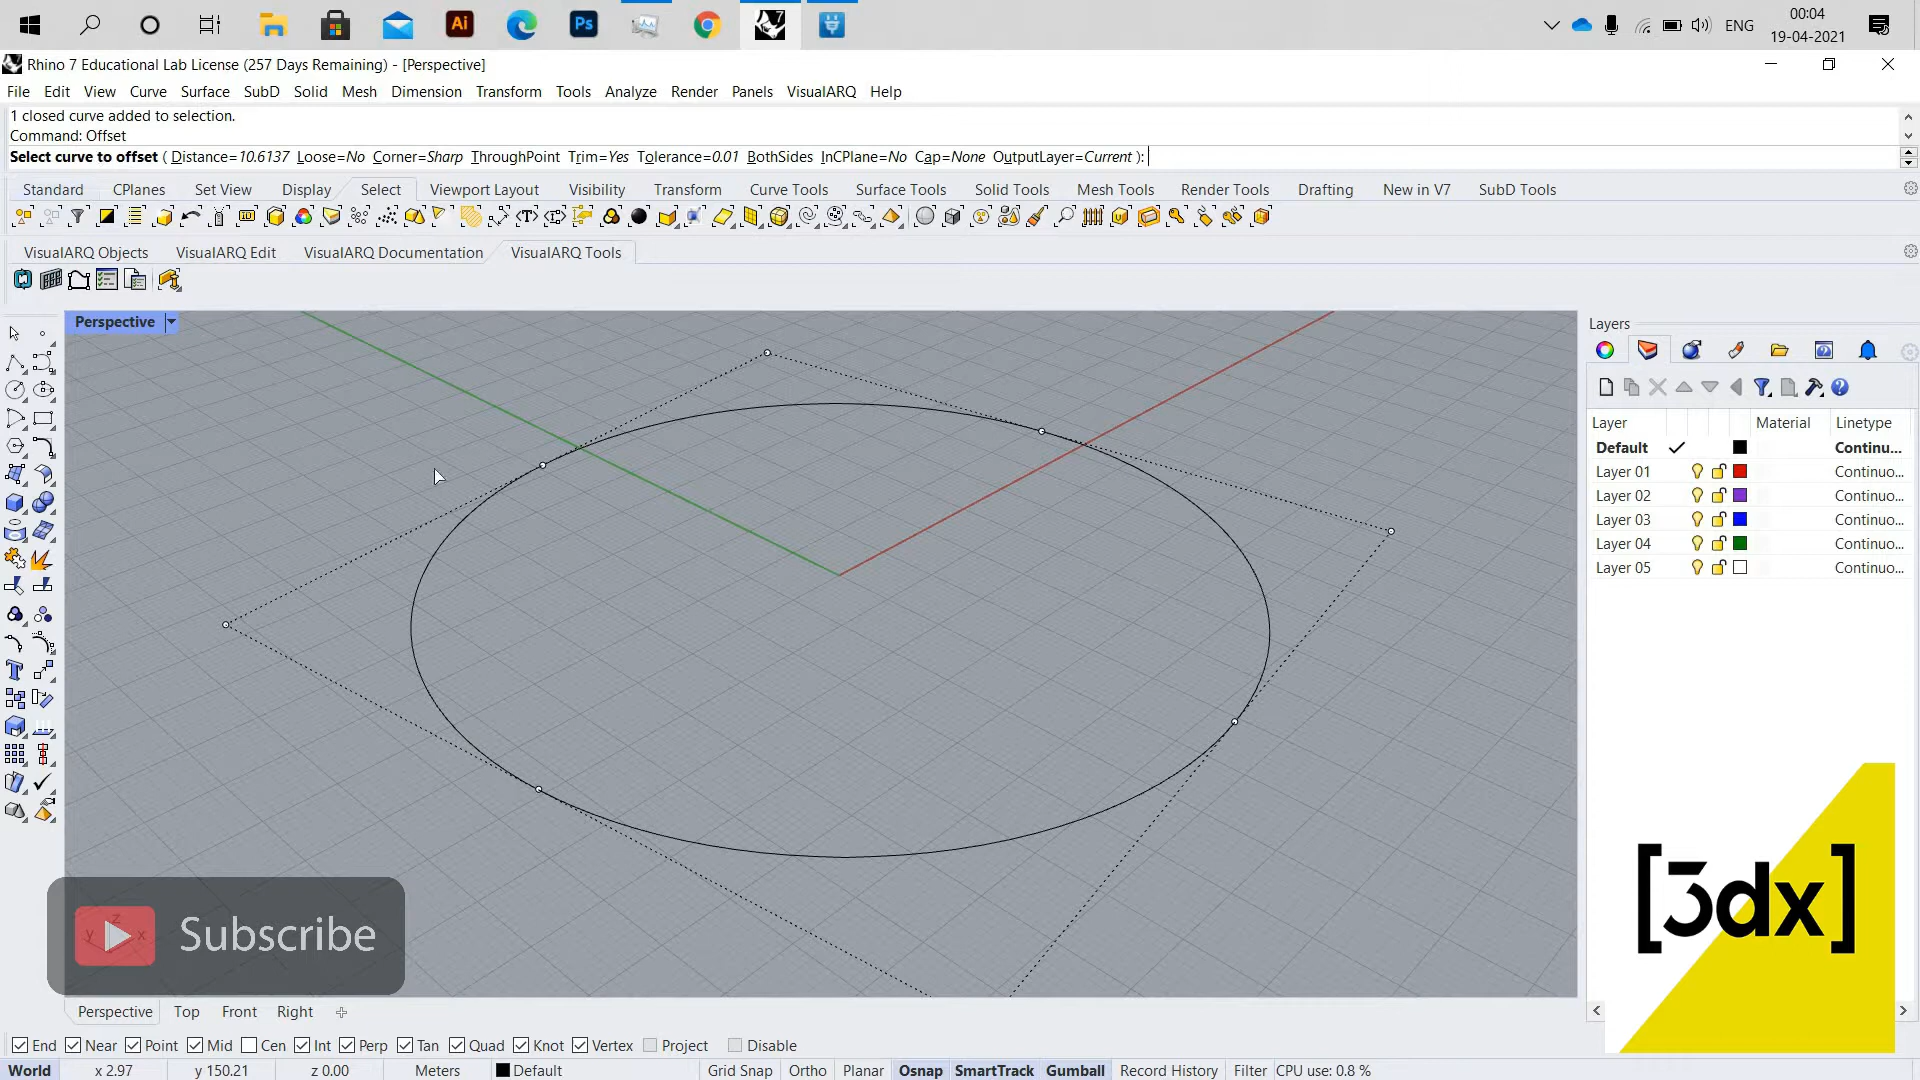 Ai
Ps
7
ENG
00:04
19-04-2021
Rhino 7 Educational Lab License (257 Days Remaining) - [Perspective]
File Edit View Curve Surface SubD Solid Mesh Dimension Transform Tools Analyze Render Panels VisualARQ Help
1 closed curve added to selection.
Command: Offset
Select curve to offset ( Distance=10.6137 Loose=No Corner=Sharp ThroughPoint Trim=Yes Tolerance=0.01 BothSides InCPlane=No Cap=None OutputLayer=Current ):
Standard CPlanes Set View Display Select Viewport Layout Visibility Transform Curve Tools Surface Tools Solid Tools Mesh Tools Render Tools Drafting New in V7 SubD Tools
VisualARQ Objects VisualARQ Edit VisualARQ Documentation VisualARQ Tools
Perspective
Layers
Layer Material Linetype
Default Continu...
Layer 01 Continuo...
Layer 02 Continuo...
Layer 03 Continuo...
Layer 04 Continuo...
Layer 05 Continuo...
z
y x
Subscribe
[3dx]
Perspective Top Front Right
End Near Point Mid Cen Int Perp Tan Quad Knot Vertex Project Disable
World x 2.97 y 150.21 z 0.00 Meters Default Grid Snap Ortho Planar Osnap SmartTrack Gumball Record History Filter CPU use: 0.8 %